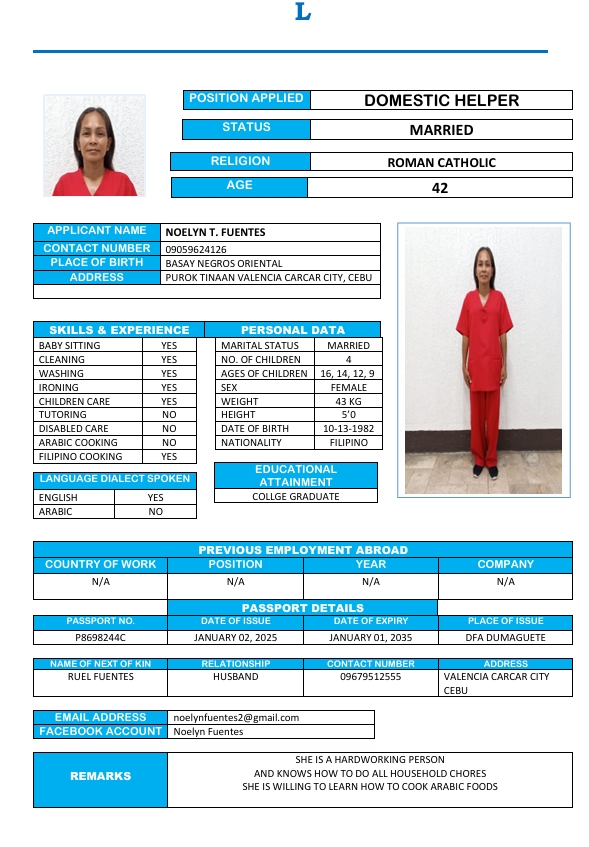 L
POSITION APPLIED DOMESTIC HELPER
STATUS MARRIED
RELIGION ROMAN CATHOLIC
AGE 42
APPLICANT NAME NOELYN T. FUENTES
CONTACT NUMBER 09059624126
PLACE OF BIRTH BASAY NEGROS ORIENTAL
ADDRESS PUROK TINAAN VALENCIA CARCAR CITY, CEBU
SKILLS & EXPERIENCE PERSONAL DATA
BABY SITTING YES MARITAL STATUS MARRIED
CLEANING YES NO. OF CHILDREN 4
WASHING YES AGES OF CHILDREN 16, 14, 12, 9
IRONING YES SEX FEMALE
CHILDREN CARE YES WEIGHT 43 KG
TUTORING NO HEIGHT 5'0
DISABLED CARE NO DATE OF BIRTH 10-13-1982
ARABIC COOKING NO NATIONALITY FILIPINO
FILIPINO COOKING YES
LANGUAGE DIALECT SPOKEN
ENGLISH YES
ARABIC NO
EDUCATIONAL
ATTAINMENT
COLLGE GRADUATE
PREVIOUS EMPLOYMENT ABROAD
COUNTRY OF WORK POSITION YEAR COMPANY
N/A N/A N/A N/A
PASSPORT DETAILS
PASSPORT NO. DATE OF ISSUE DATE OF EXPIRY PLACE OF ISSUE
P8698244C JANUARY 02, 2025 JANUARY 01, 2035 DFA DUMAGUETE
NAME OF NEXT OF KIN RELATIONSHIP CONTACT NUMBER ADDRESS
RUEL FUENTES HUSBAND 09679512555 VALENCIA CARCAR CITY
CEBU
EMAIL ADDRESS noelynfuentes2@gmail.com
FACEBOOK ACCOUNT Noelyn Fuentes
REMARKS
SHE IS A HARDWORKING PERSON
AND KNOWS HOW TO DO ALL HOUSEHOLD CHORES
SHE IS WILLING TO LEARN HOW TO COOK ARABIC FOODS